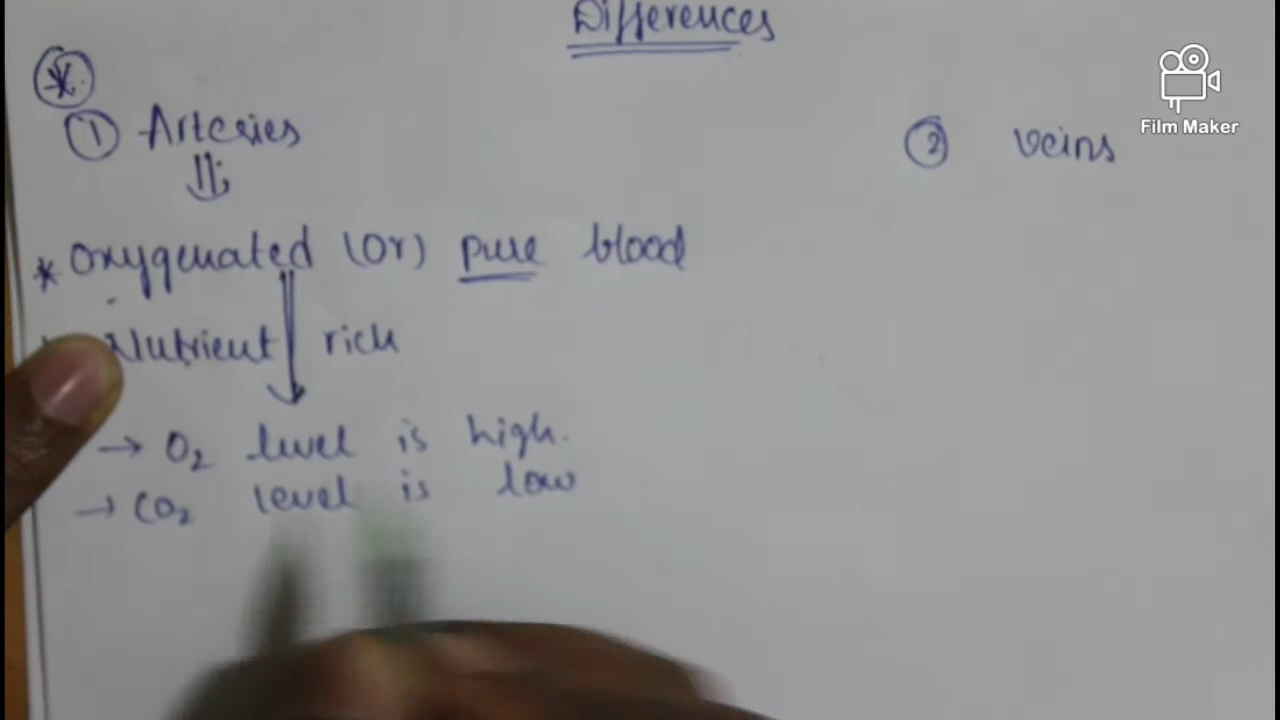 Differences
① Arteries
② Veins
* Oxygenated (Or) pure blood
Nutrient rich
→ O₂ level is high.
→ CO₂ level is low
Film Maker